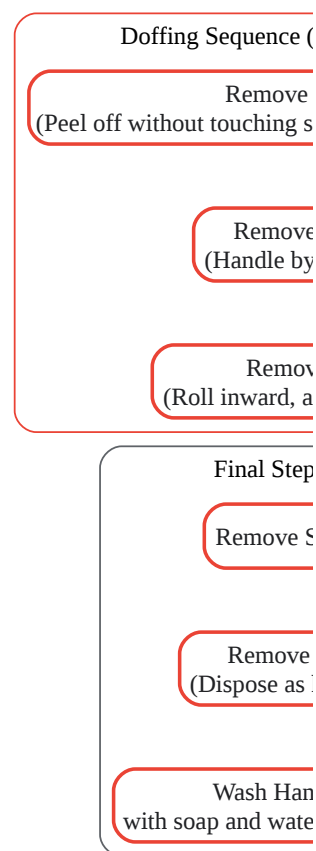 Doffing Sequence (
Remove
(Peel off without touching s
Remove
(Handle by
Remov
(Roll inward, a
Final Step
Remove S
Remove
(Dispose as
Wash Han
with soap and wate